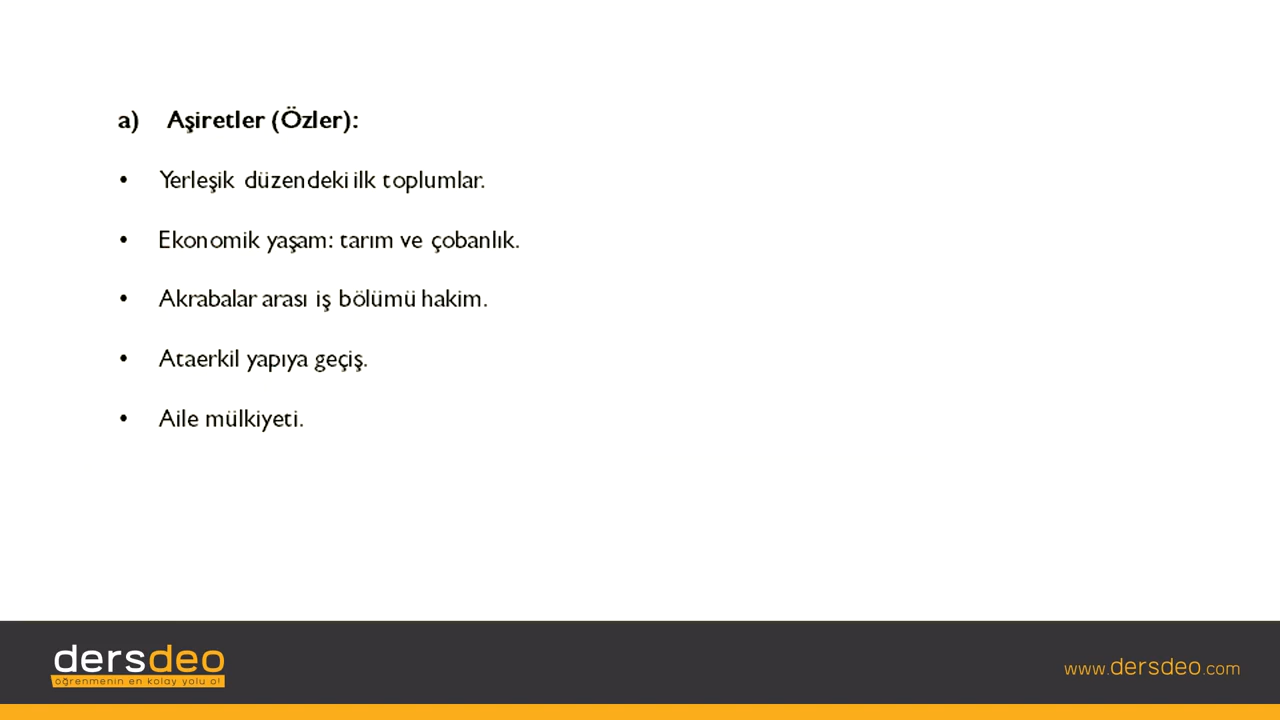 a) Aşiretler (Özler):
• Yerleşik düzendeki ilk toplumlar.
• Ekonomik yaşam: tarım ve çobanlık.
• Akrabalar arası iş bölümü hakim.
• Ataerkil yapıya geçiş.
• Aile mülkiyeti.
dersdeo
öğrenmenin en kolay yolu o!
www.dersdeo.com